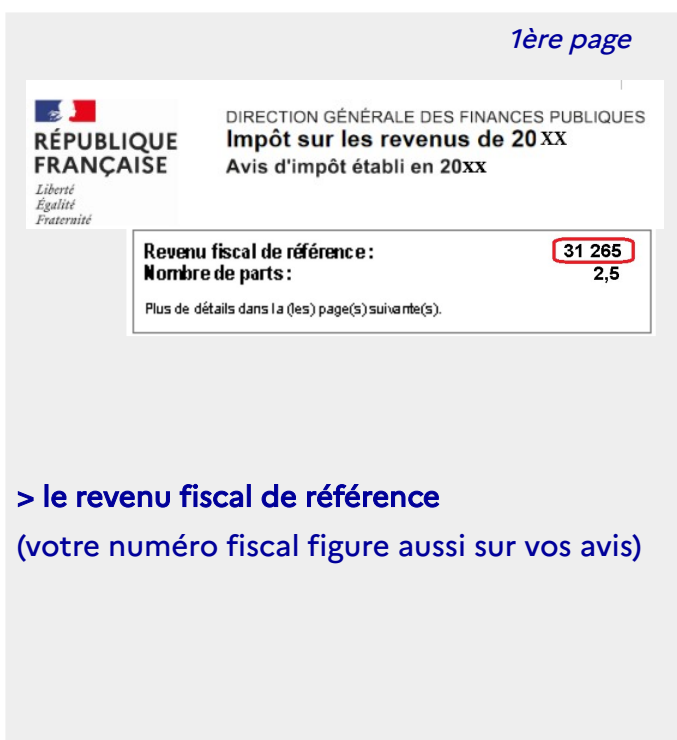 1ère page
RÉPUBLIQUE
FRANÇAISE
Liberté
Égalité
Fraternité
DIRECTION GÉNÉRALE DES FINANCES PUBLIQUES
Impôt sur les revenus de 20 XX
Avis d'impôt établi en 20xx
Revenu fiscal de référence : 31 265
Nombre de parts : 2,5
Plus de détails dans la (les) page(s) suivante(s).
> le revenu fiscal de référence
(votre numéro fiscal figure aussi sur vos avis)